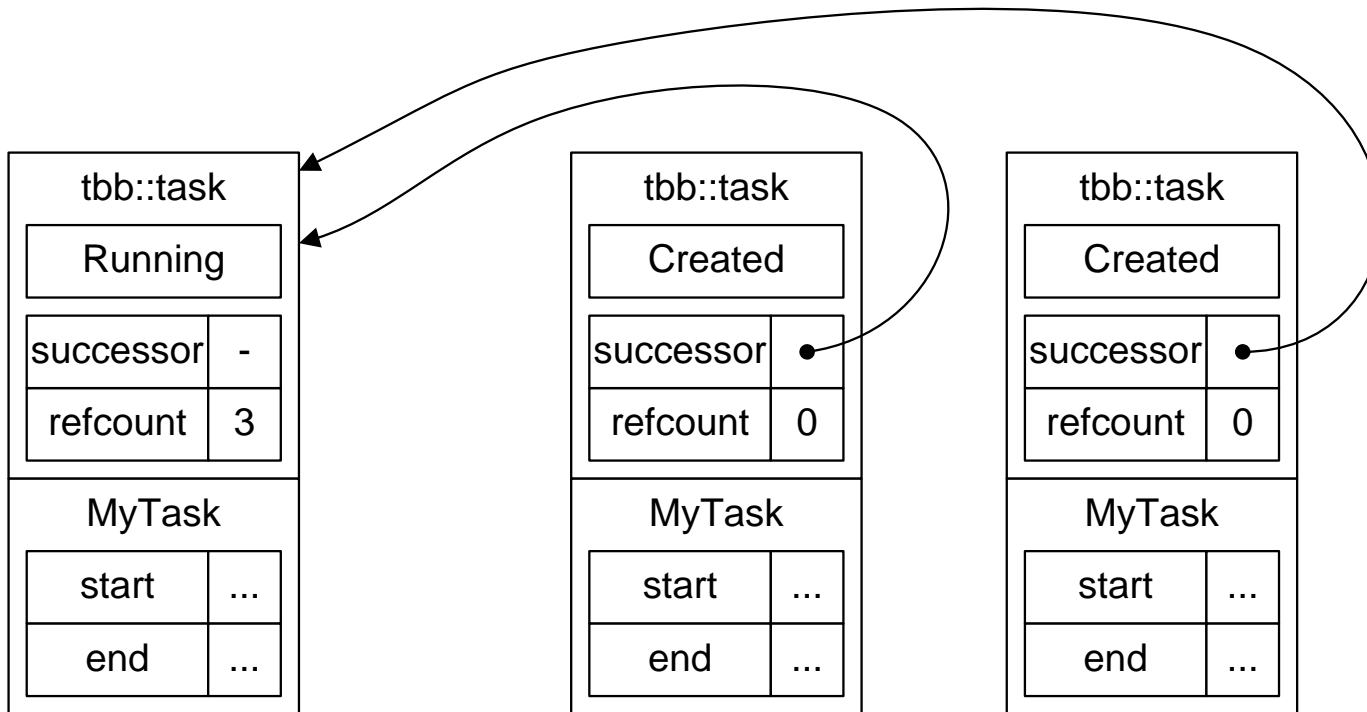 tbb::task
Running
successor -
refcount 3
MyTask
start ...
end ...
tbb::task
Created
successor
refcount 0
MyTask
start ...
end ...
tbb::task
Created
successor
refcount 0
MyTask
start ...
end ...